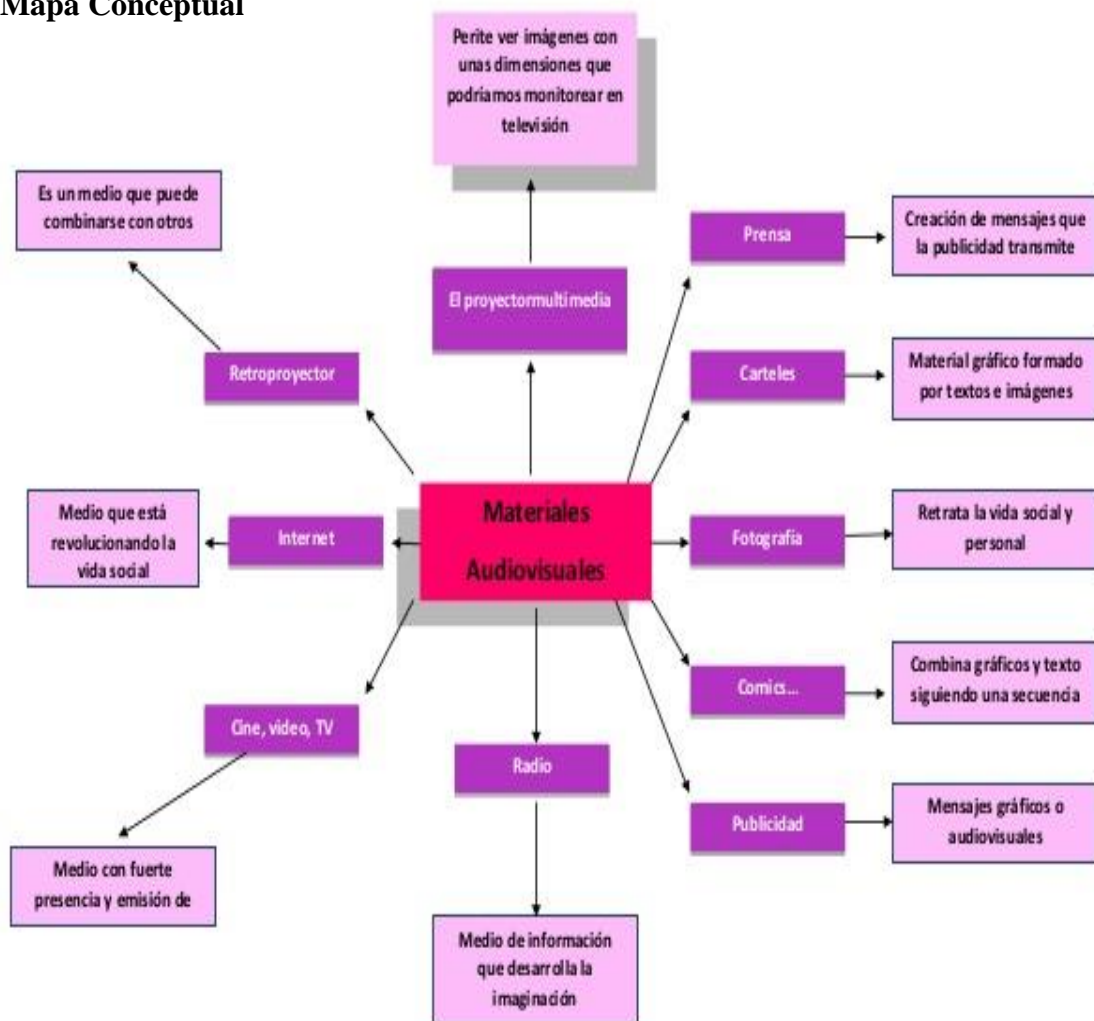 Mapa Conceptual
Perite ver imágenes con
unas dimensiones que
podriamos monitorear en
televisión
Es un medio que puede
combinarse con otros
Prensa
Creación de mensajes que
la publicidad transmite
El proyectormultimedia
Retroproyector
Carteles
Material gráfico formado
por textos e imágenes
Materiales
Audiovisuales
Medio que está
revolucionando la
vida social
Internet
Fotografía
Retrata la vida social y
personal
Comics...
Combina gráficos y texto
siguiendo una secuencia
Cine, video, TV
Radio
Publicidad
Mensajes gráficos o
audiovisuales
Medio con fuerte
presencia y emisión de
Medio de información
que desarrolla la
imaginación